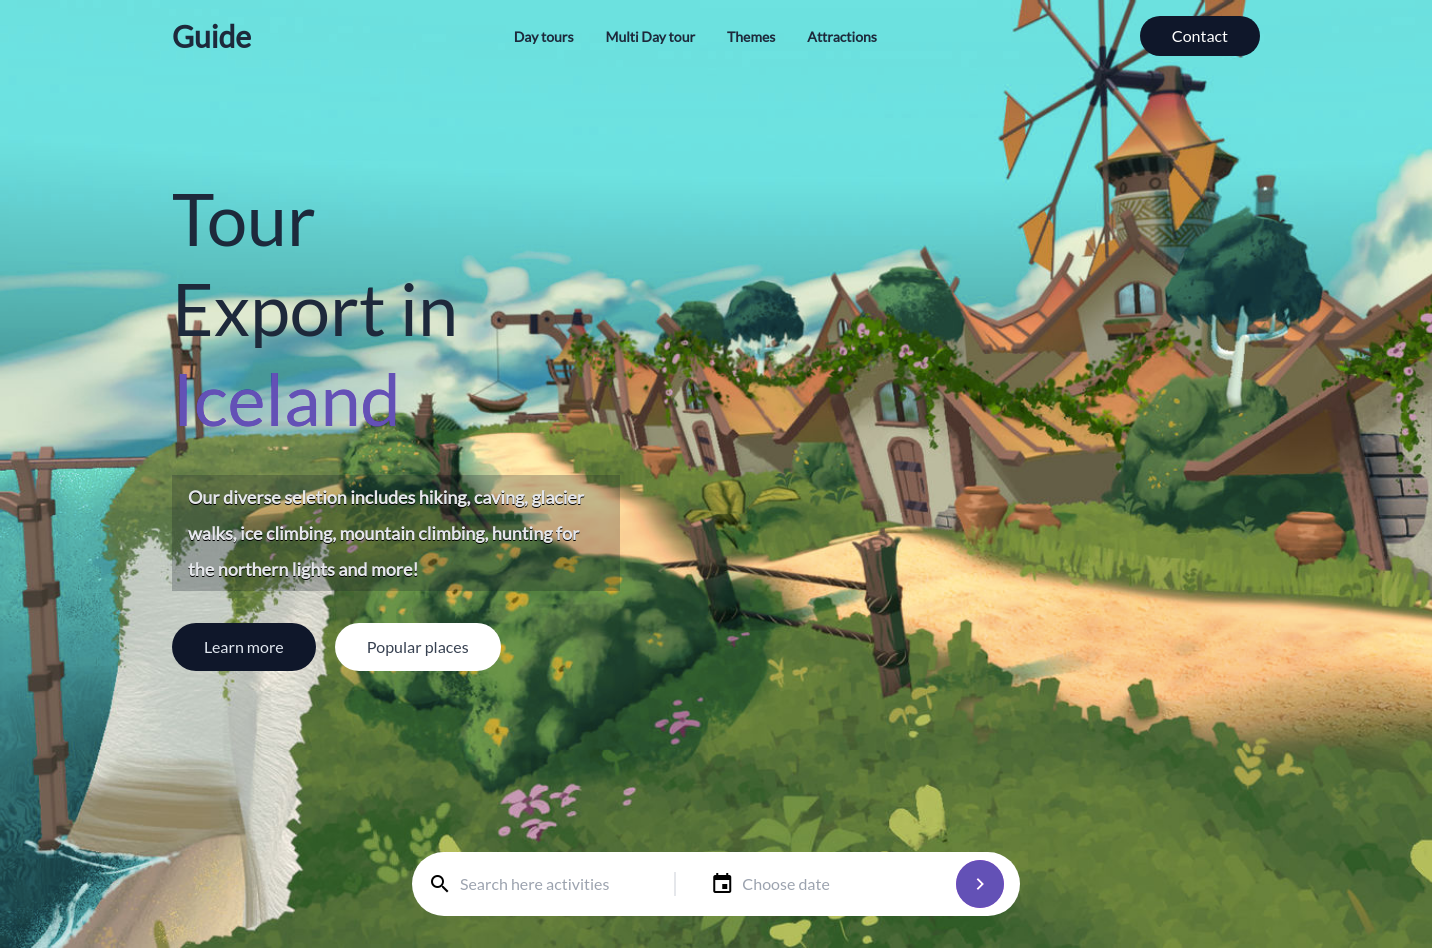 Guide
Day tours
Multi Day tour
Themes
Attractions
Contact
Tour
Export in
Iceland
Our diverse seletion includes hiking, caving, glacier
walks, ice climbing, mountain climbing, hunting for
the northern lights and more!
Learn more
Popular places
Search here activities
Choose date